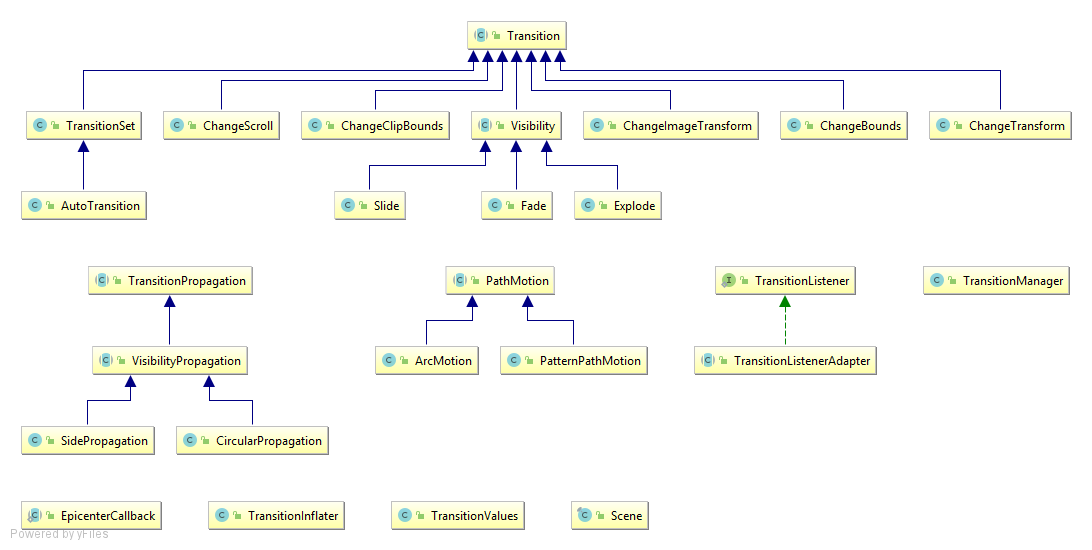 Transition
TransitionSet
ChangeScroll
ChangeClipBounds
Visibility
ChangeImageTransform
ChangeBounds
ChangeTransform
AutoTransition
Slide
Fade
Explode
TransitionPropagation
PathMotion
TransitionListener
TransitionManager
VisibilityPropagation
ArcMotion
PatternPathMotion
TransitionListenerAdapter
SidePropagation
CircularPropagation
EpicenterCallback
TransitionInflater
TransitionValues
Scene
Powered by yFiles